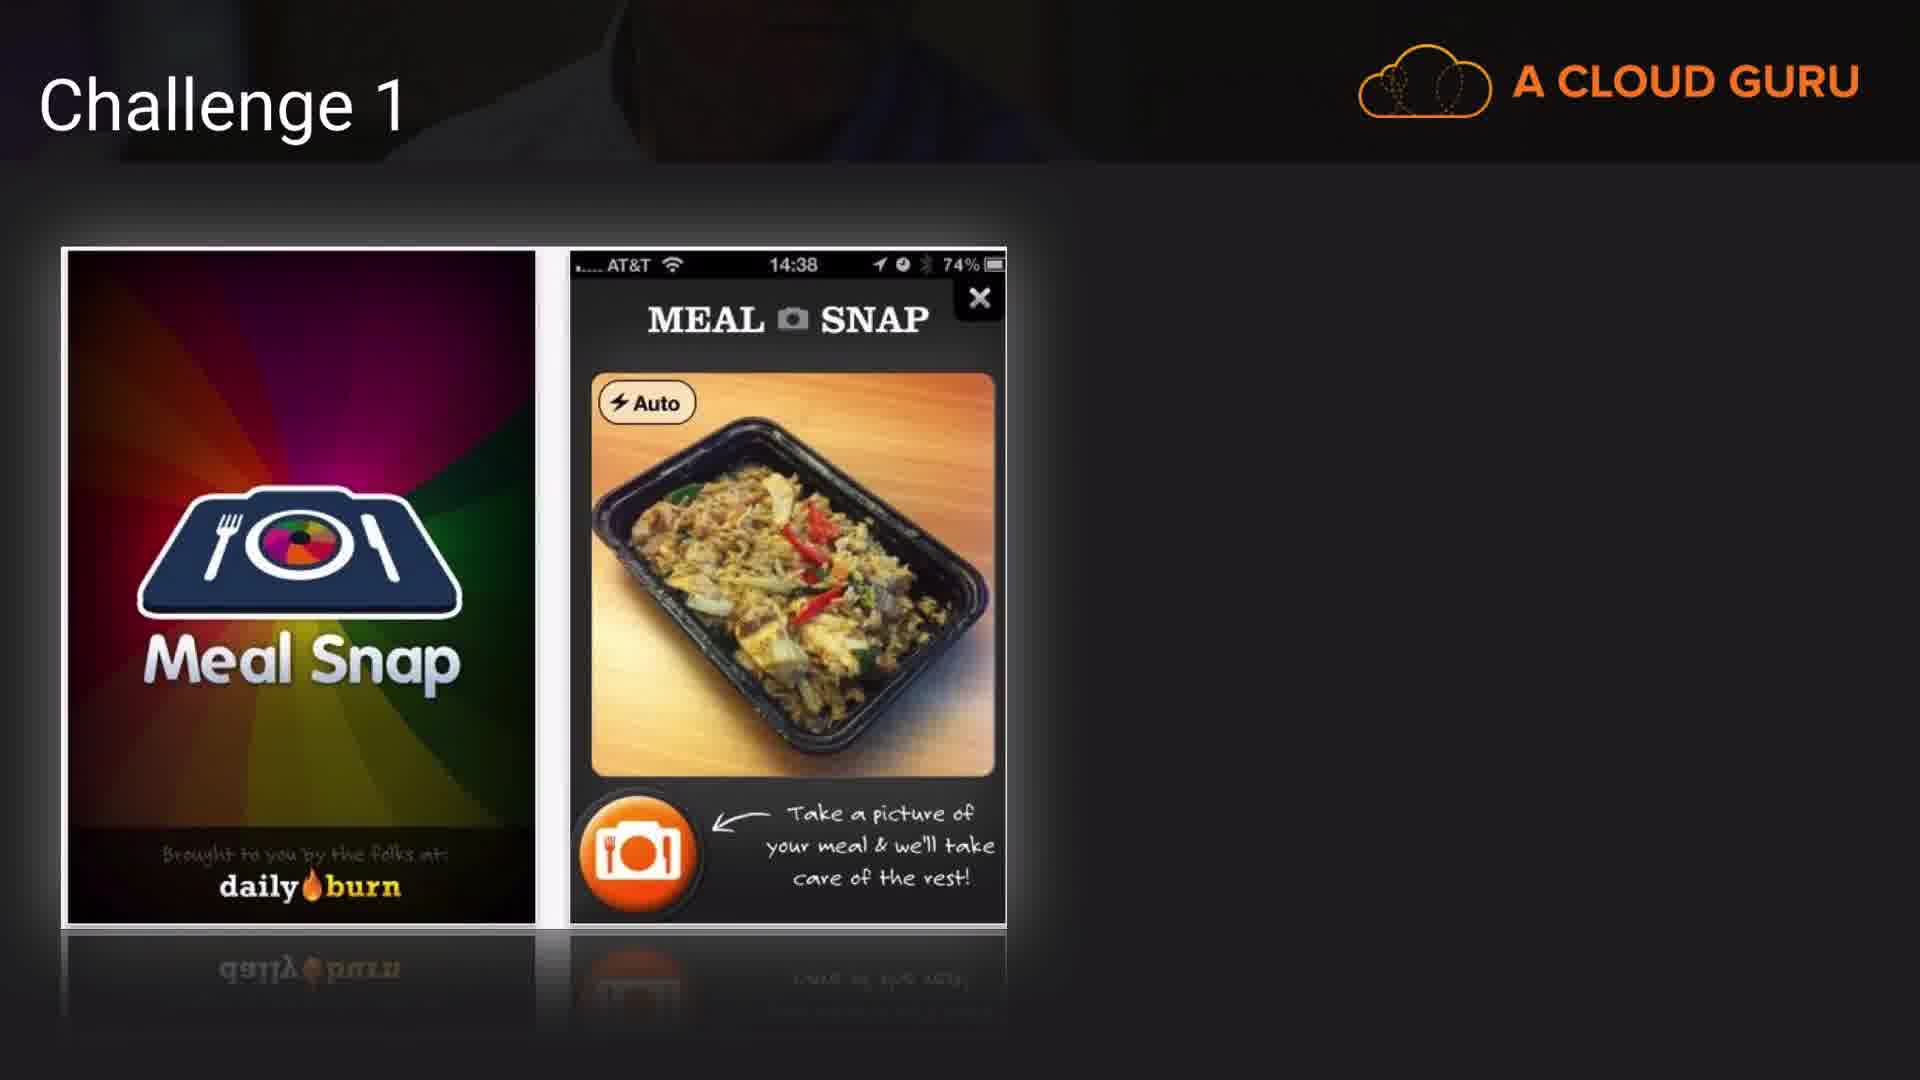 Challenge 1
A CLOUD GURU
Meal Snap
Brought to you by the folks at:
daily burn
AT&T 14:38 74%
MEAL SNAP
Auto
Take a picture of
your meal & we'll take
care of the rest!